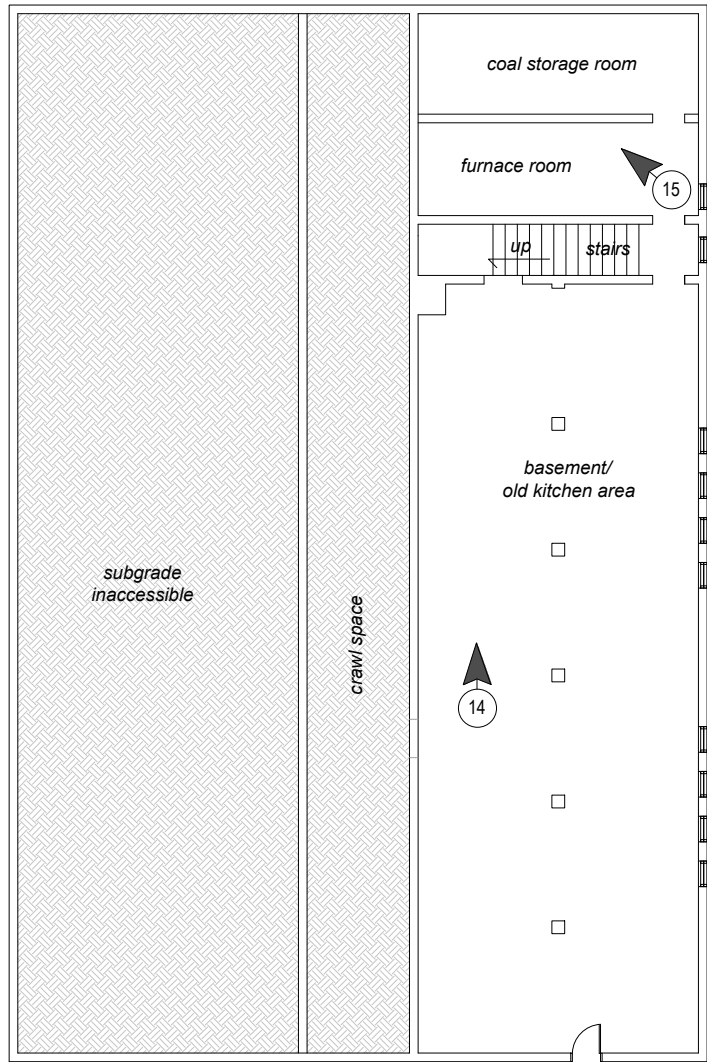 coal storage room
furnace room
15
up
stairs
basement/
old kitchen area
subgrade
inaccessible
crawl space
14